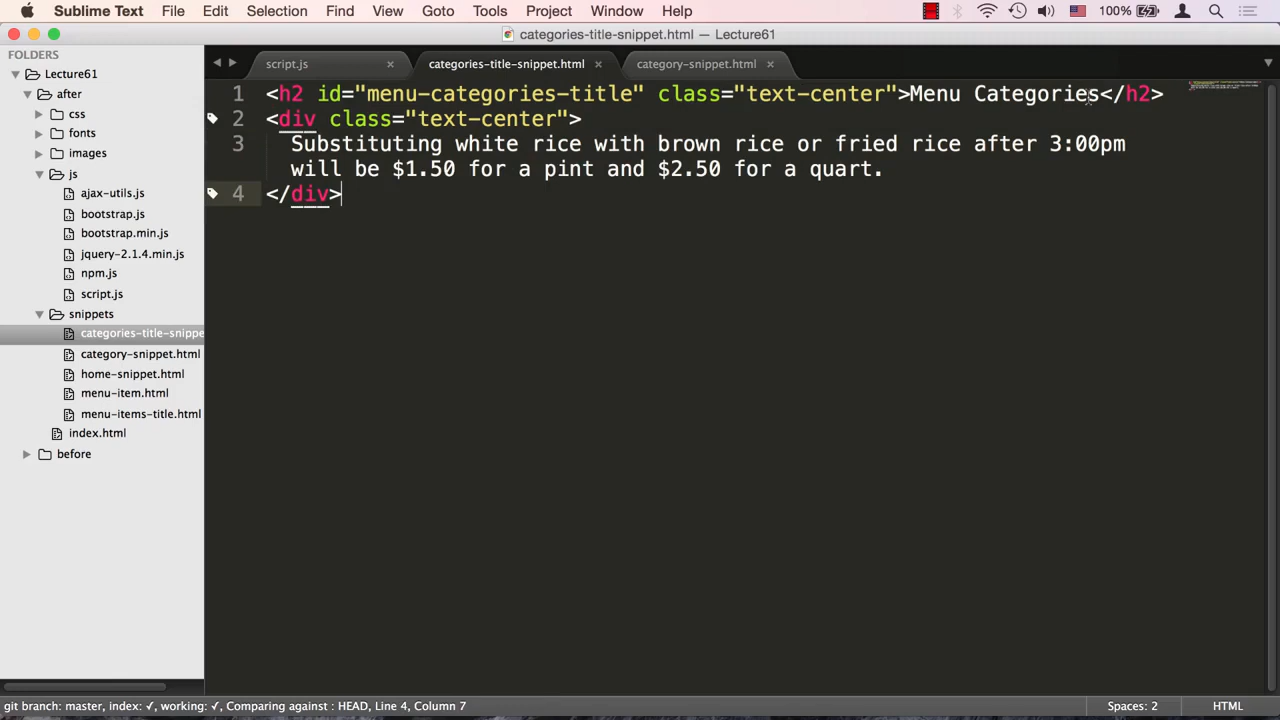 Sublime Text File Edit Selection Find View Goto Tools Project Window Help 100%
categories-title-snippet.html — Lecture61
FOLDERS
Lecture61
after
css
fonts
images
js
ajax-utils.js
bootstrap.js
bootstrap.min.js
jquery-2.1.4.min.js
npm.js
script.js
snippets
categories-title-snippe
category-snippet.html
home-snippet.html
menu-item.html
menu-items-title.html
index.html
before
script.js categories-title-snippet.html category-snippet.html
1 <h2 id="menu-categories-title" class="text-center">Menu Categories</h2>
2 <div class="text-center">
3 Substituting white rice with brown rice or fried rice after 3:00pm
will be $1.50 for a pint and $2.50 for a quart.
4 </div>
git branch: master, index: ✓, working: ✓, Comparing against : HEAD, Line 4, Column 7 Spaces: 2 HTML